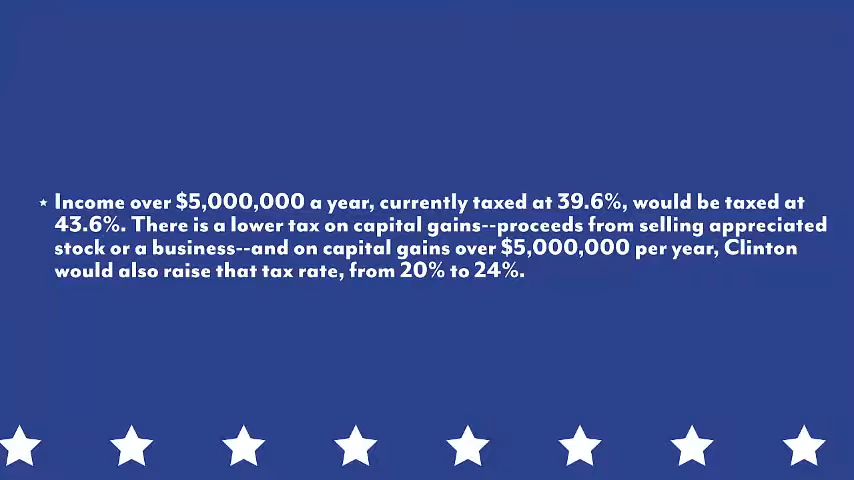 Income over $5,000,000 a year, currently taxed at 39.6%, would be taxed at
43.6%. There is a lower tax on capital gains--proceeds from selling appreciated
stock or a business--and on capital gains over $5,000,000 per year, Clinton
would also raise that tax rate, from 20% to 24%.